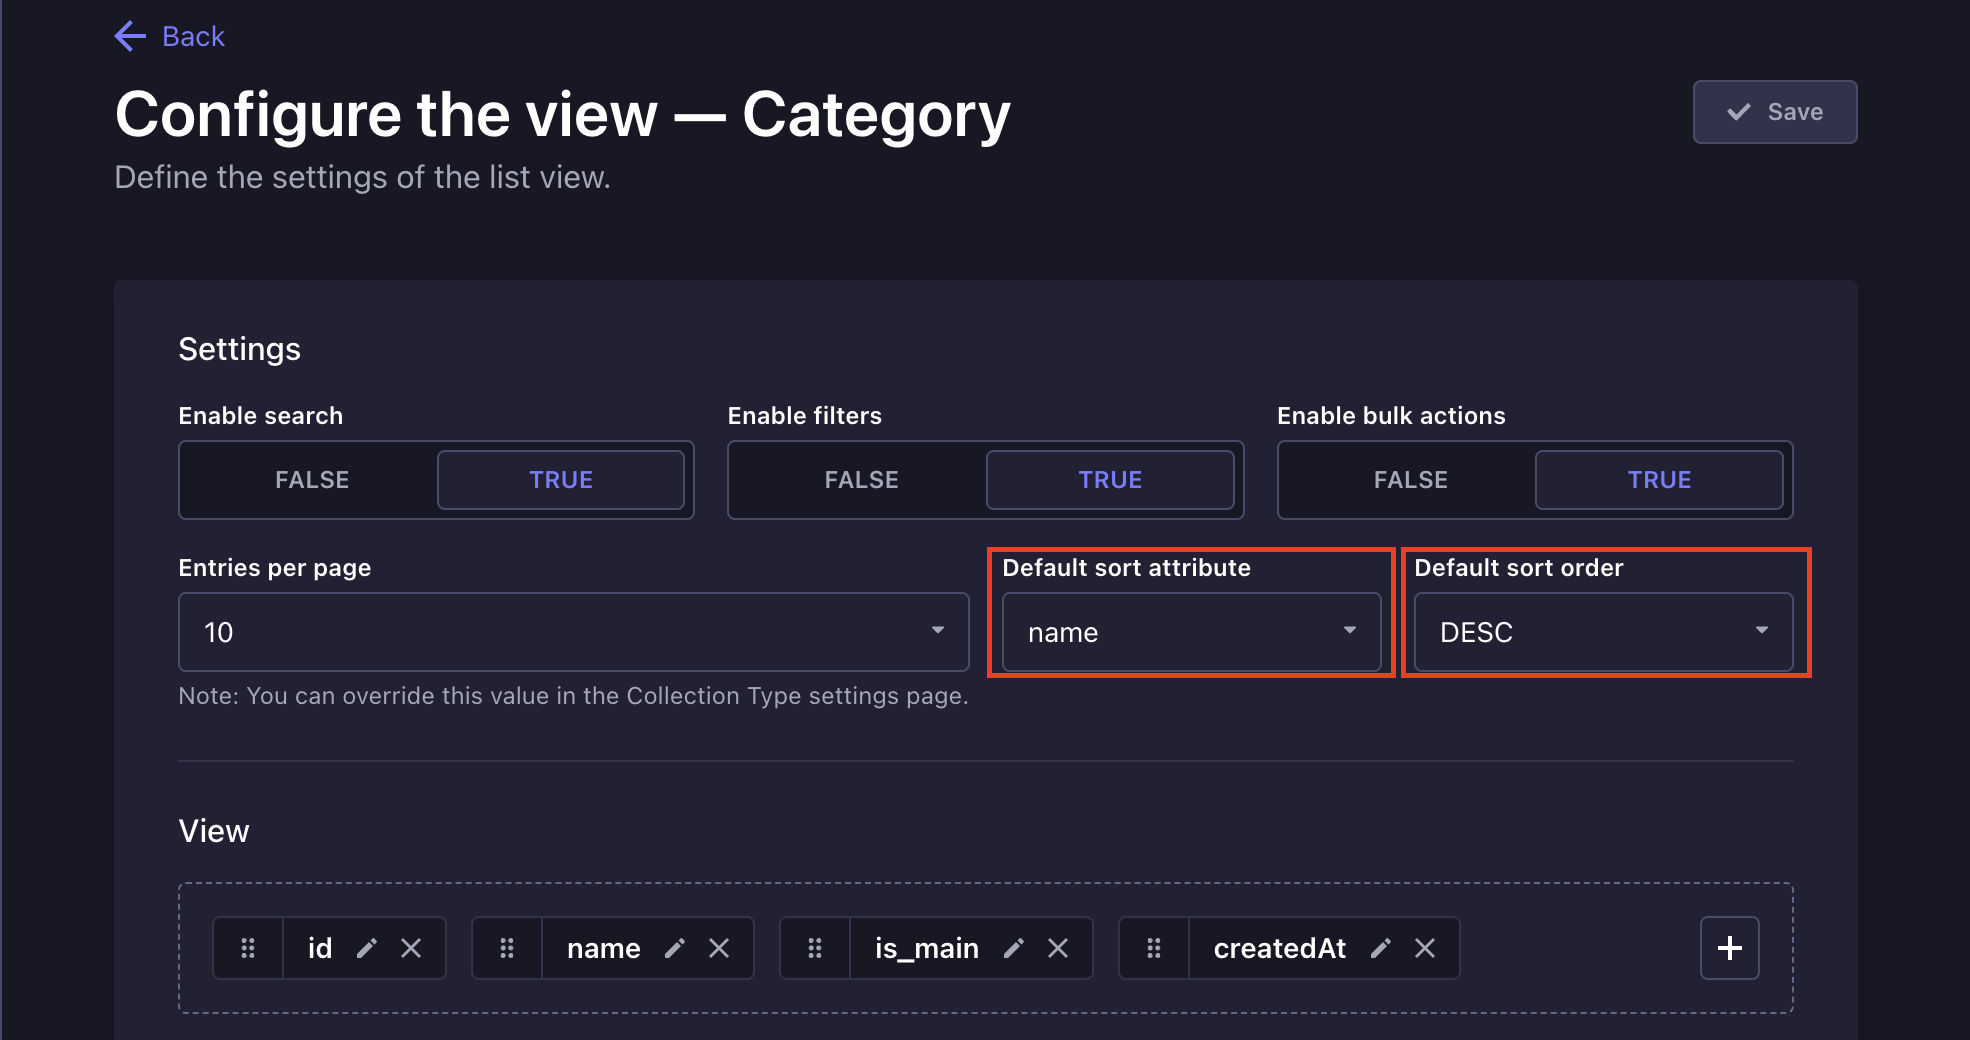 Back
Configure the view — Category
Save
Define the settings of the list view.
Settings
Enable search
Enable filters
Enable bulk actions
FALSE TRUE
FALSE TRUE
FALSE TRUE
Entries per page
Default sort attribute
Default sort order
10
name
DESC
Note: You can override this value in the Collection Type settings page.
View
id
name
is_main
createdAt